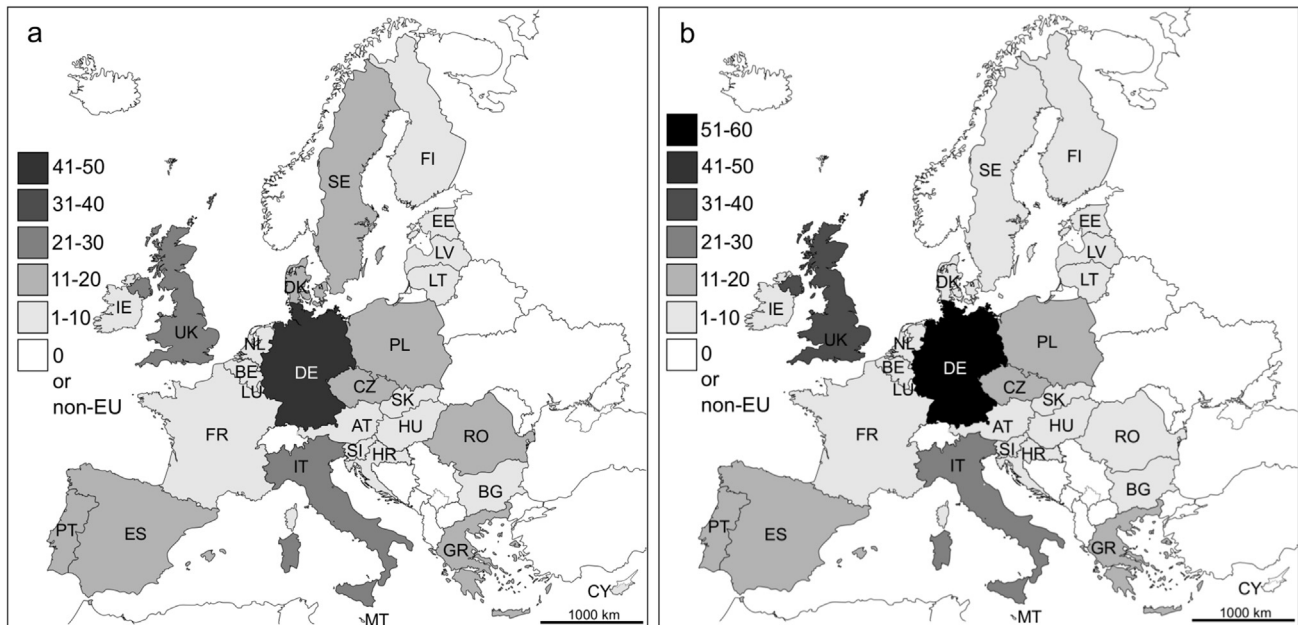 a
41-50
31-40
21-30
11-20
1-10
0
or
non-EU
FI
SE
EE
LV
LT
DK
IE
UK
NL
BE
LU
DE
PL
CZ
SK
FR
AT
HU
RO
SI
HR
IT
BG
PT
ES
GR
CY
MT
1000 km
b
51-60
41-50
31-40
21-30
11-20
1-10
0
or
non-EU
FI
SE
EE
LV
LT
DK
IE
UK
NL
BE
LU
DE
PL
CZ
SK
FR
AT
HU
RO
SI
HR
IT
BG
PT
ES
GR
CY
MT
1000 km